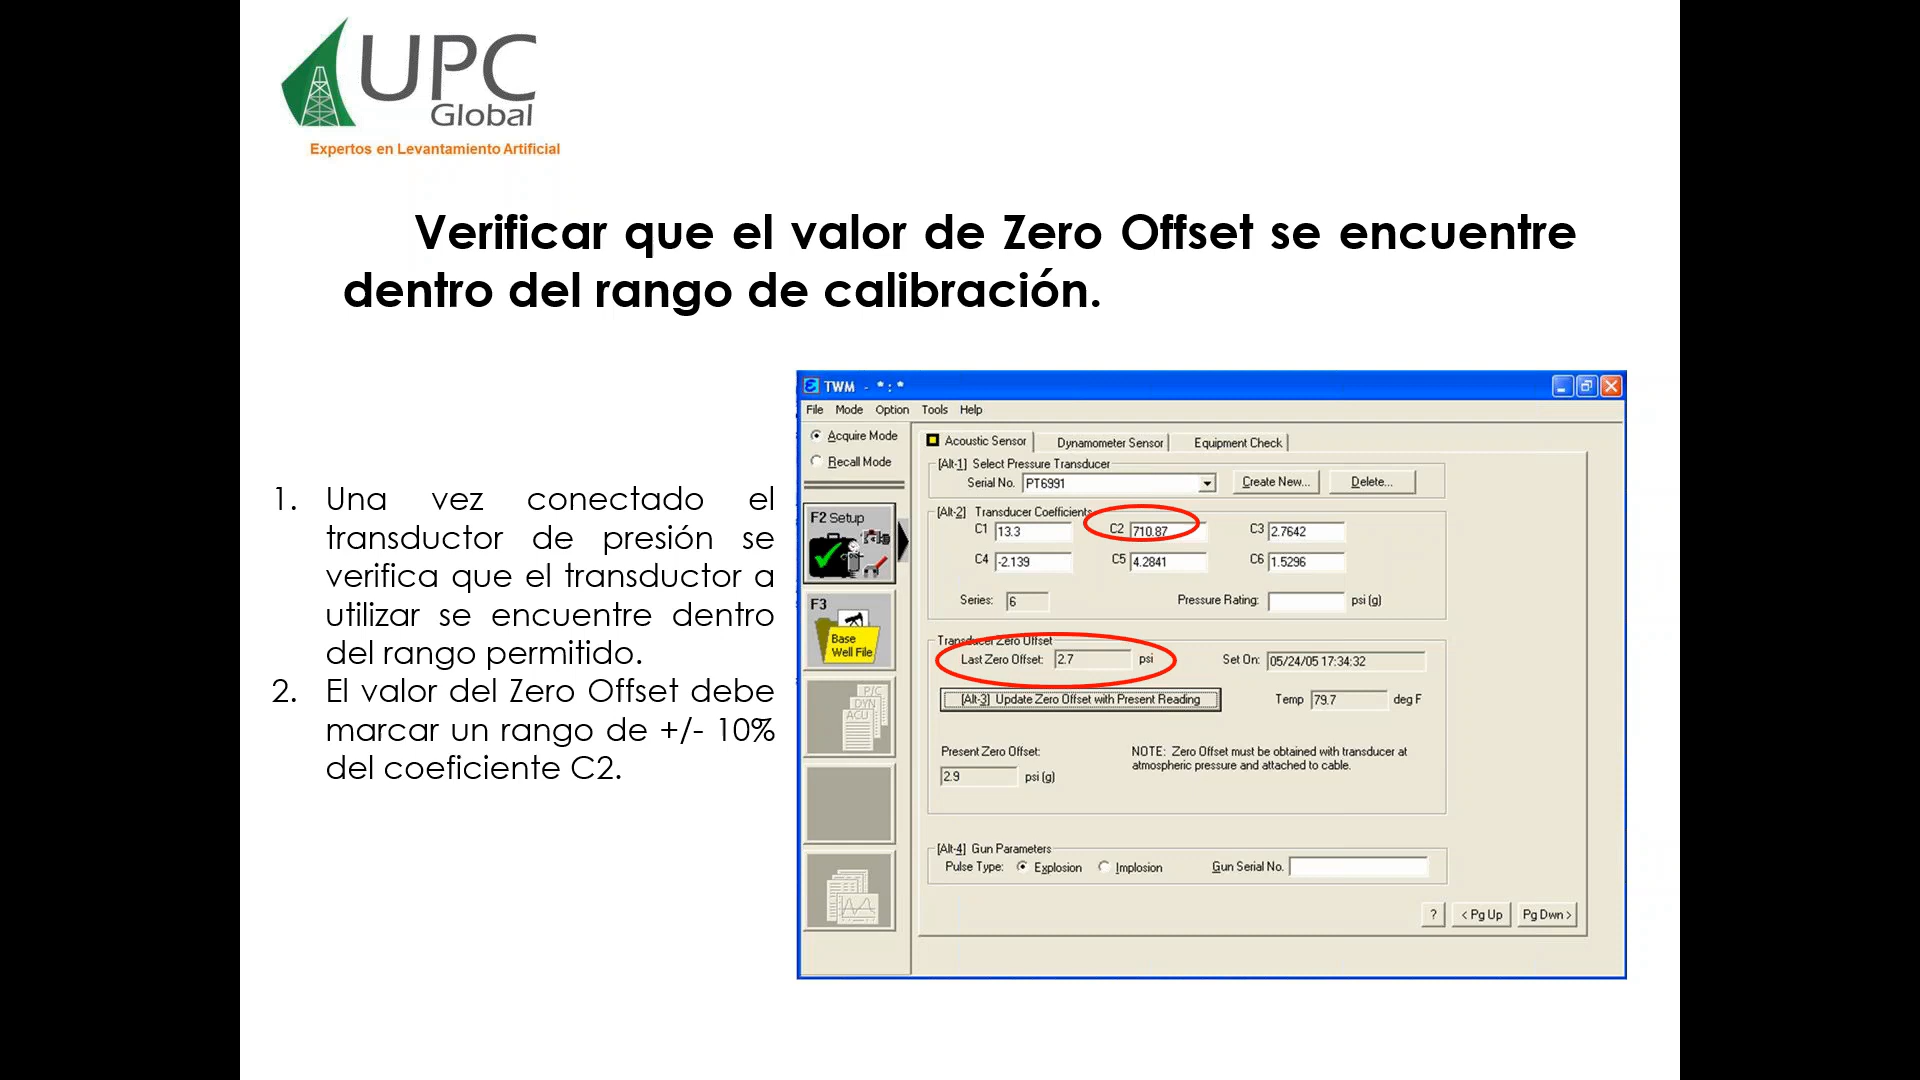 UPC
Global
Expertos en Levantamiento Artificial
Verificar que el valor de Zero Offset se encuentre
dentro del rango de calibración.
1. Una vez conectado el
transductor de presión se
verifica que el transductor a
utilizar se encuentre dentro
del rango permitido.
2. El valor del Zero Offset debe
marcar un rango de +/- 10%
del coeficiente C2.
TWM - * : *
File Mode Option Tools Help
Acquire Mode
Recall Mode
F2 Setup
F3
Base
Well File
P/C
DYN
ACU
Acoustic Sensor Dynamometer Sensor Equipment Check
[Alt-1] Select Pressure Transducer
Serial No. PT6991 Create New... Delete...
[Alt-2] Transducer Coefficients
C1 13.3 C2 710.87 C3 2.7642
C4 -2.139 C5 4.2841 C6 1.5296
Series: 6 Pressure Rating: psi (g)
Transducer Zero Offset
Last Zero Offset: 2.7 psi Set On: 05/24/05 17:34:32
[Alt-3] Update Zero Offset with Present Reading Temp 79.7 deg F
Present Zero Offset:
2.9 psi (g)
NOTE: Zero Offset must be obtained with transducer at
atmospheric pressure and attached to cable.
[Alt-4] Gun Parameters
Pulse Type: Explosion Implosion Gun Serial No.
? < Pg Up Pg Dwn >